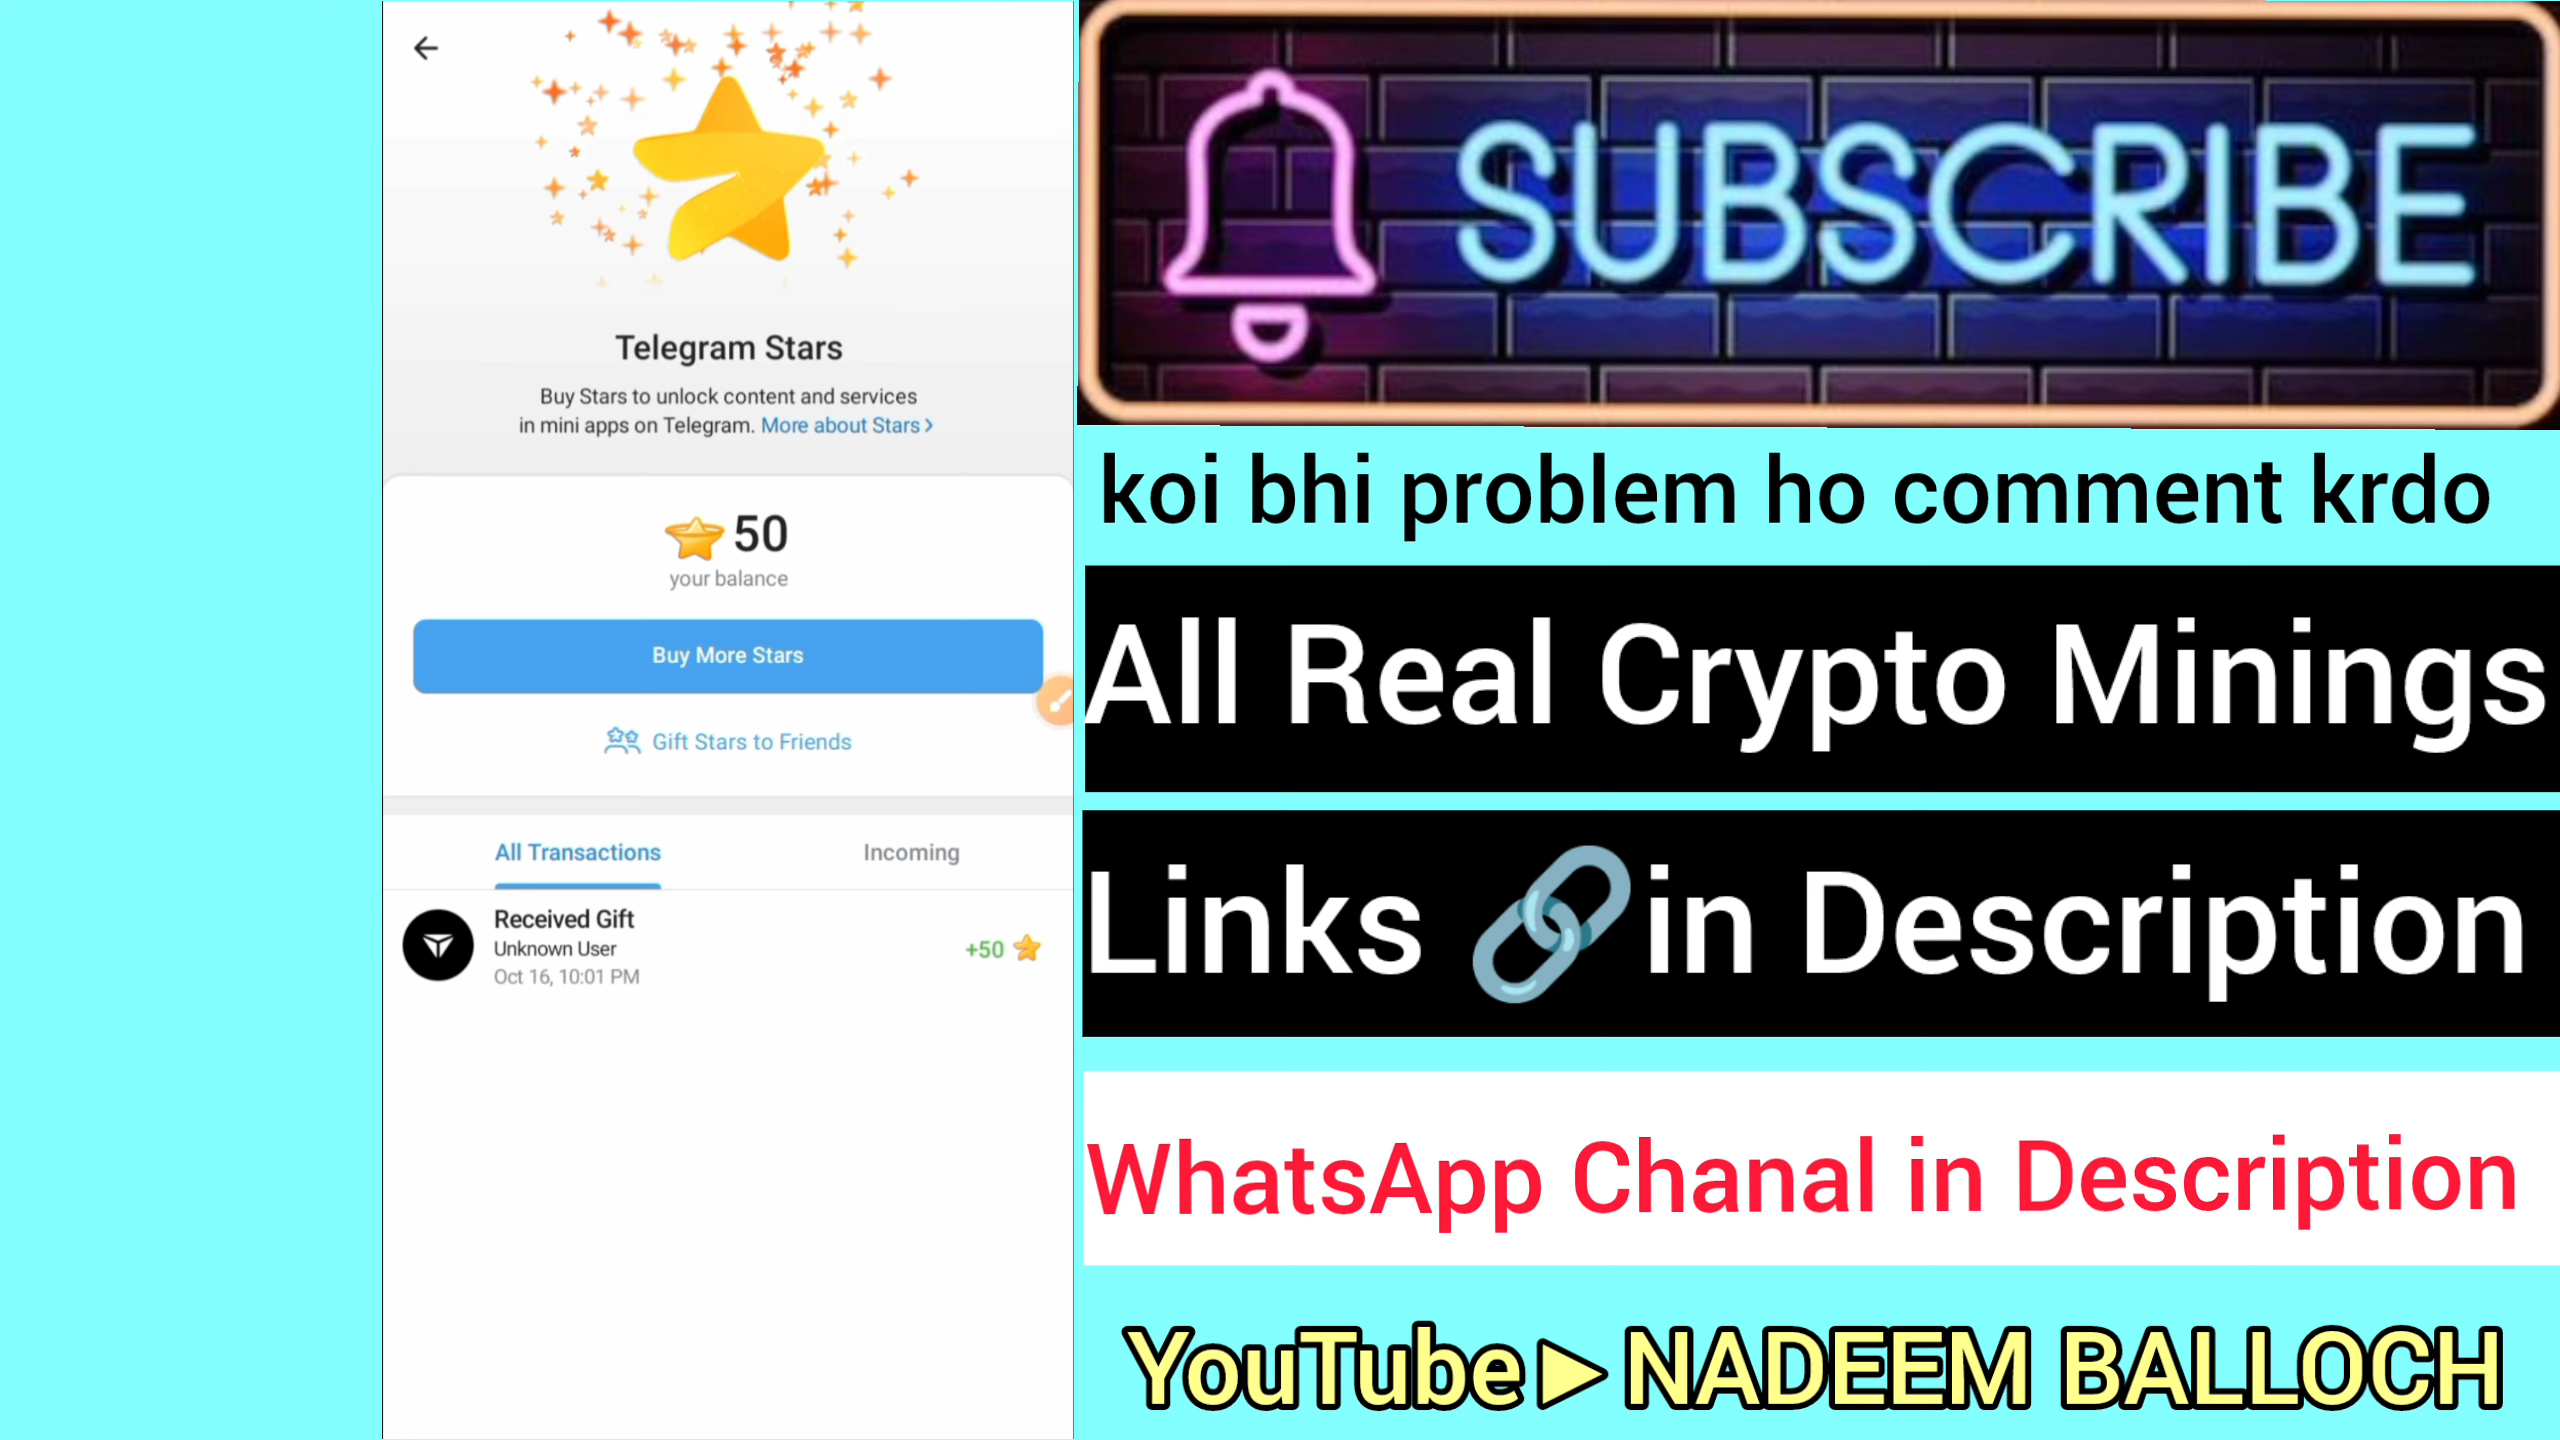 Telegram Stars
Buy Stars to unlock content and services
in mini apps on Telegram. More about Stars >
50
your balance
Buy More Stars
Gift Stars to Friends
All Transactions Incoming
Received Gift
Unknown User
Oct 16, 10:01 PM
+50
SUBSCRIBE
koi bhi problem ho comment krdo
All Real Crypto Minings
Links 🔗in Description
WhatsApp Chanal in Description
YouTube►NADEEM BALLOCH